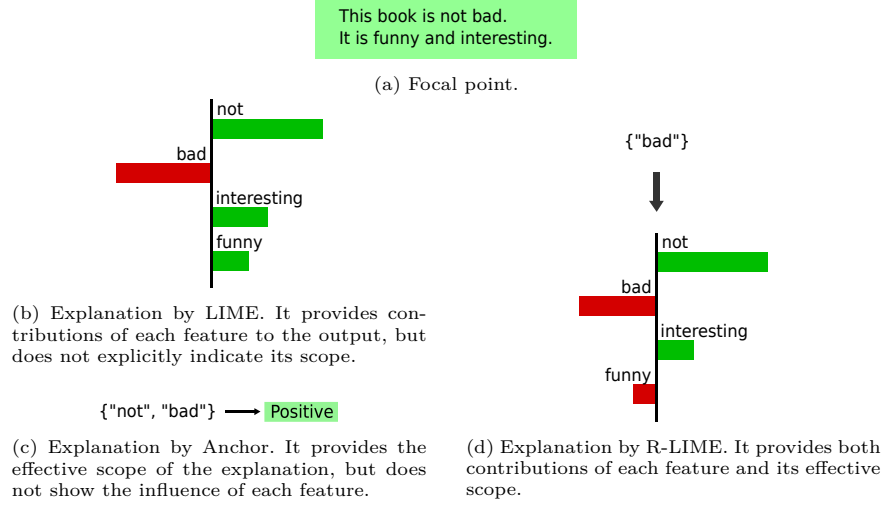 This book is not bad.
It is funny and interesting.
(a) Focal point.
not
bad
interesting
funny
(b) Explanation by LIME. It provides con-
tributions of each feature to the output, but
does not explicitly indicate its scope.
{"not", "bad"} Positive
(c) Explanation by Anchor. It provides the
effective scope of the explanation, but does
not show the influence of each feature.
{"bad"}
not
bad
interesting
funny
(d) Explanation by R-LIME. It provides both
contributions of each feature and its effective
scope.